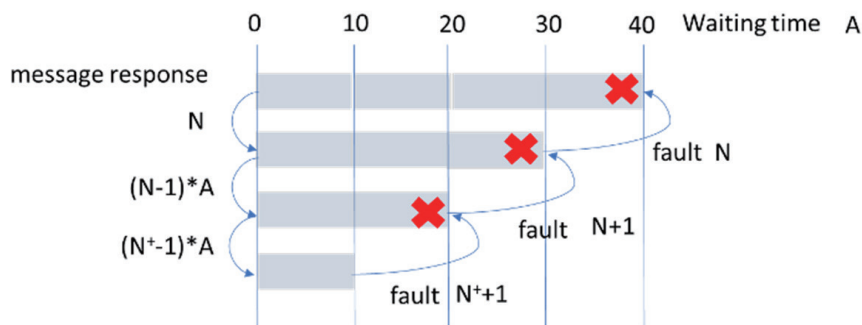 0 10 20 30 40 Waiting time A
message response
N
fault N
(N-1)*A
fault N+1
(N⁺-1)*A
fault N⁺+1